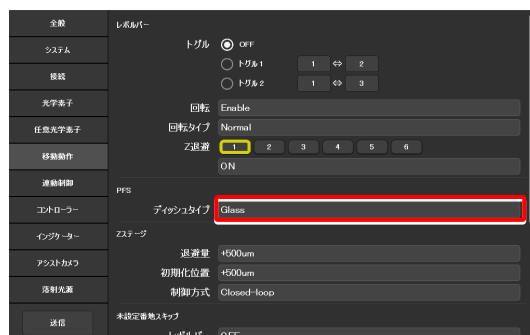 全般
システム
接続
光学素子
任意光学素子
移動動作
連動制御
コントローラー
インジケーター
アシストカメラ
落射光源
送信
レボルバー
トグル OFF
トグル1 1 ⇔ 2
トグル2 1 ⇔ 3
回転 Enable
回転タイプ Normal
Z退避 1 2 3 4 5 6
ON
PFS
ディッシュタイプ Glass
Zステージ
退避量 +500um
初期化位置 +500um
制御方式 Closed-loop
未設定番地スキップ
レボルバー OFF